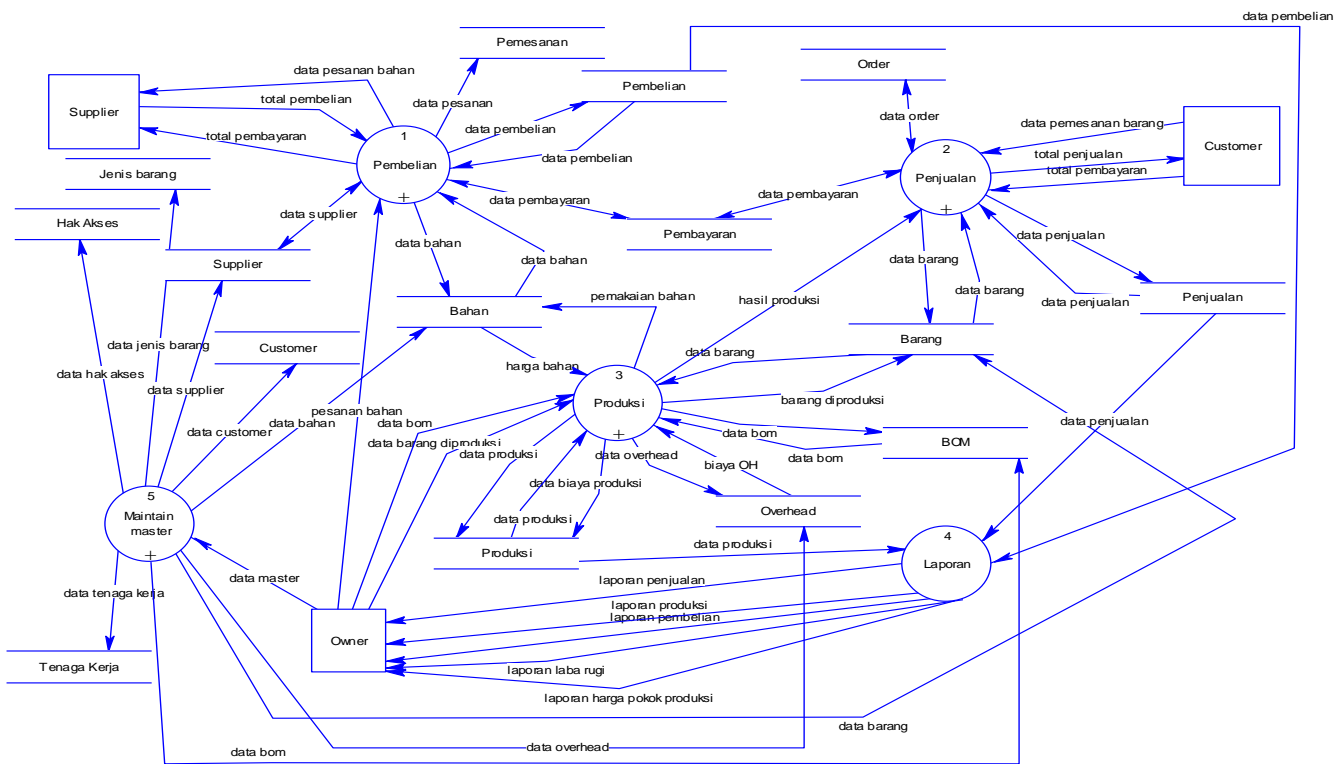 data pembelian
Pemesanan
Order
data pesanan bahan
Pembelian
Supplier
total pembelian
data pesanan
data order
data pemesanan barang
Customer
total pembayaran
1
Pembelian
+
data pembelian
data pembelian
2
Penjualan
+
total penjualan
total pembayaran
Jenis barang
data supplier
data pembayaran
data pembayaran
Hak Akses
Pembayaran
data penjualan
Supplier
data bahan
data bahan
data barang
data barang
data penjualan
Penjualan
Bahan
pemakaian bahan
hasil produksi
Barang
data jenis barang
Customer
harga bahan
data barang
data hak akses
data supplier
3
Produksi
+
barang diproduksi
pesanan bahan
data bahan
data bom
data customer
data barang diproduksi
data produksi
data overhead
data bom
data bom
BOM
data penjualan
biaya OH
data biaya produksi
5
Maintain
master
+
data produksi
Overhead
Produksi
data produksi
4
Laporan
data master
data tenaga kerja
laporan penjualan
laporan produksi
laporan pembelian
Owner
Tenaga Kerja
laporan laba rugi
laporan harga pokok produksi
data barang
data bom
data overhead